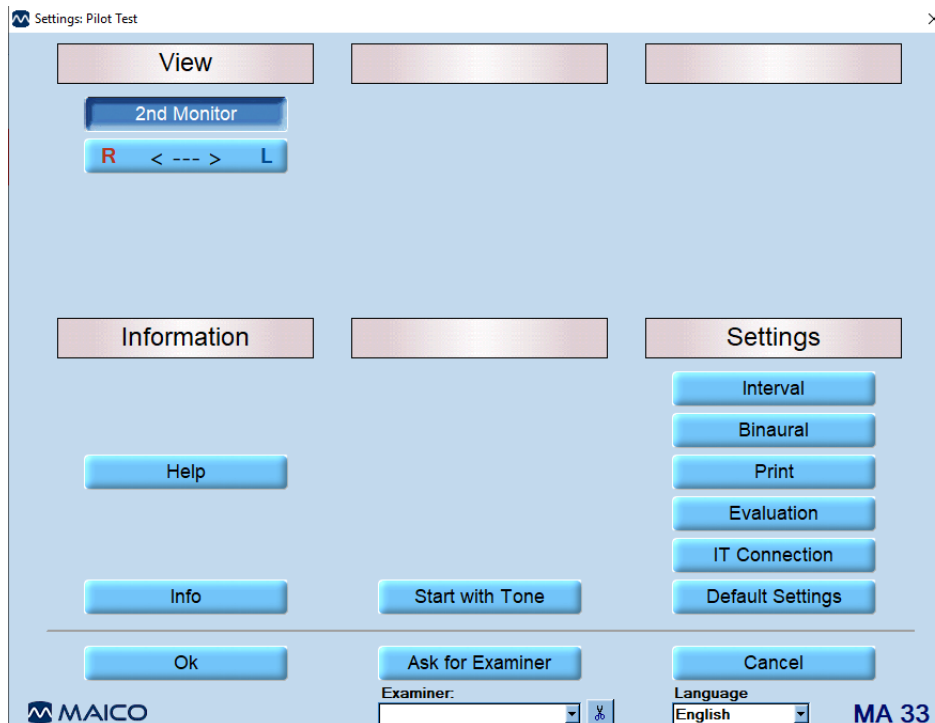 Settings: Pilot Test
View
2nd Monitor
R < --- > L
Information
Settings
Interval
Binaural
Help
Print
Evaluation
IT Connection
Info
Start with Tone
Default Settings
Ok
Ask for Examiner
Cancel
Examiner:
Language
English
MAICO
MA 33